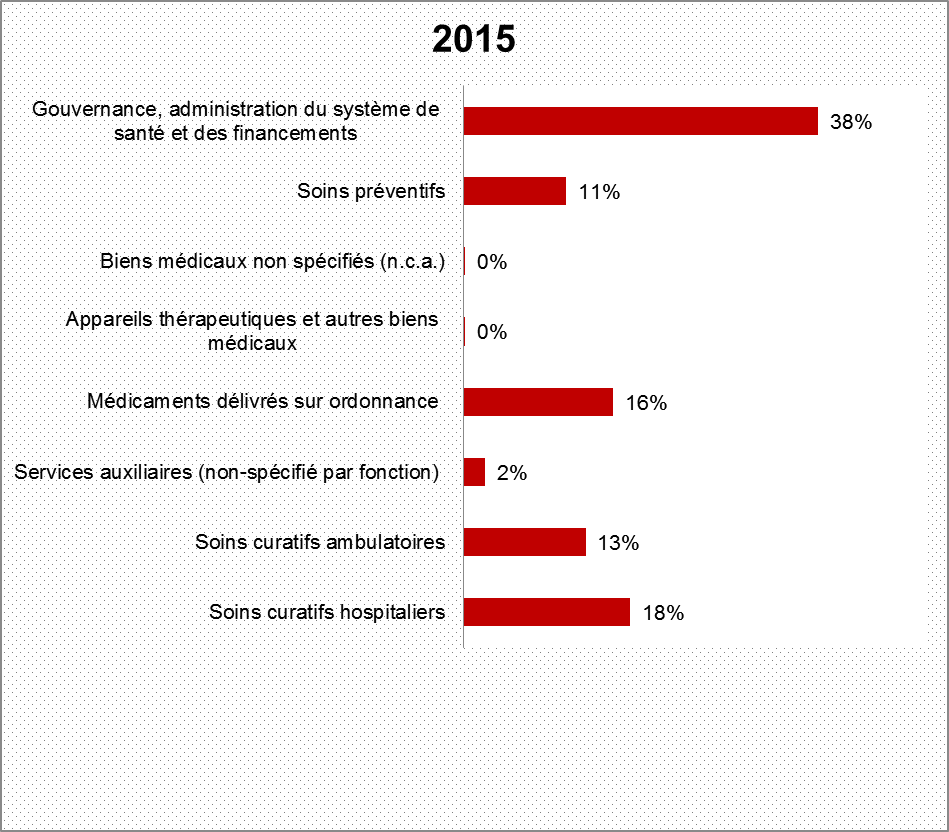 2015
Gouvernance, administration du système de
santé et des financements
38%
Soins préventifs
11%
Biens médicaux non spécifiés (n.c.a.)
0%
Appareils thérapeutiques et autres biens
médicaux
0%
Médicaments délivrés sur ordonnance
16%
Services auxiliaires (non-spécifié par fonction)
2%
Soins curatifs ambulatoires
13%
Soins curatifs hospitaliers
18%